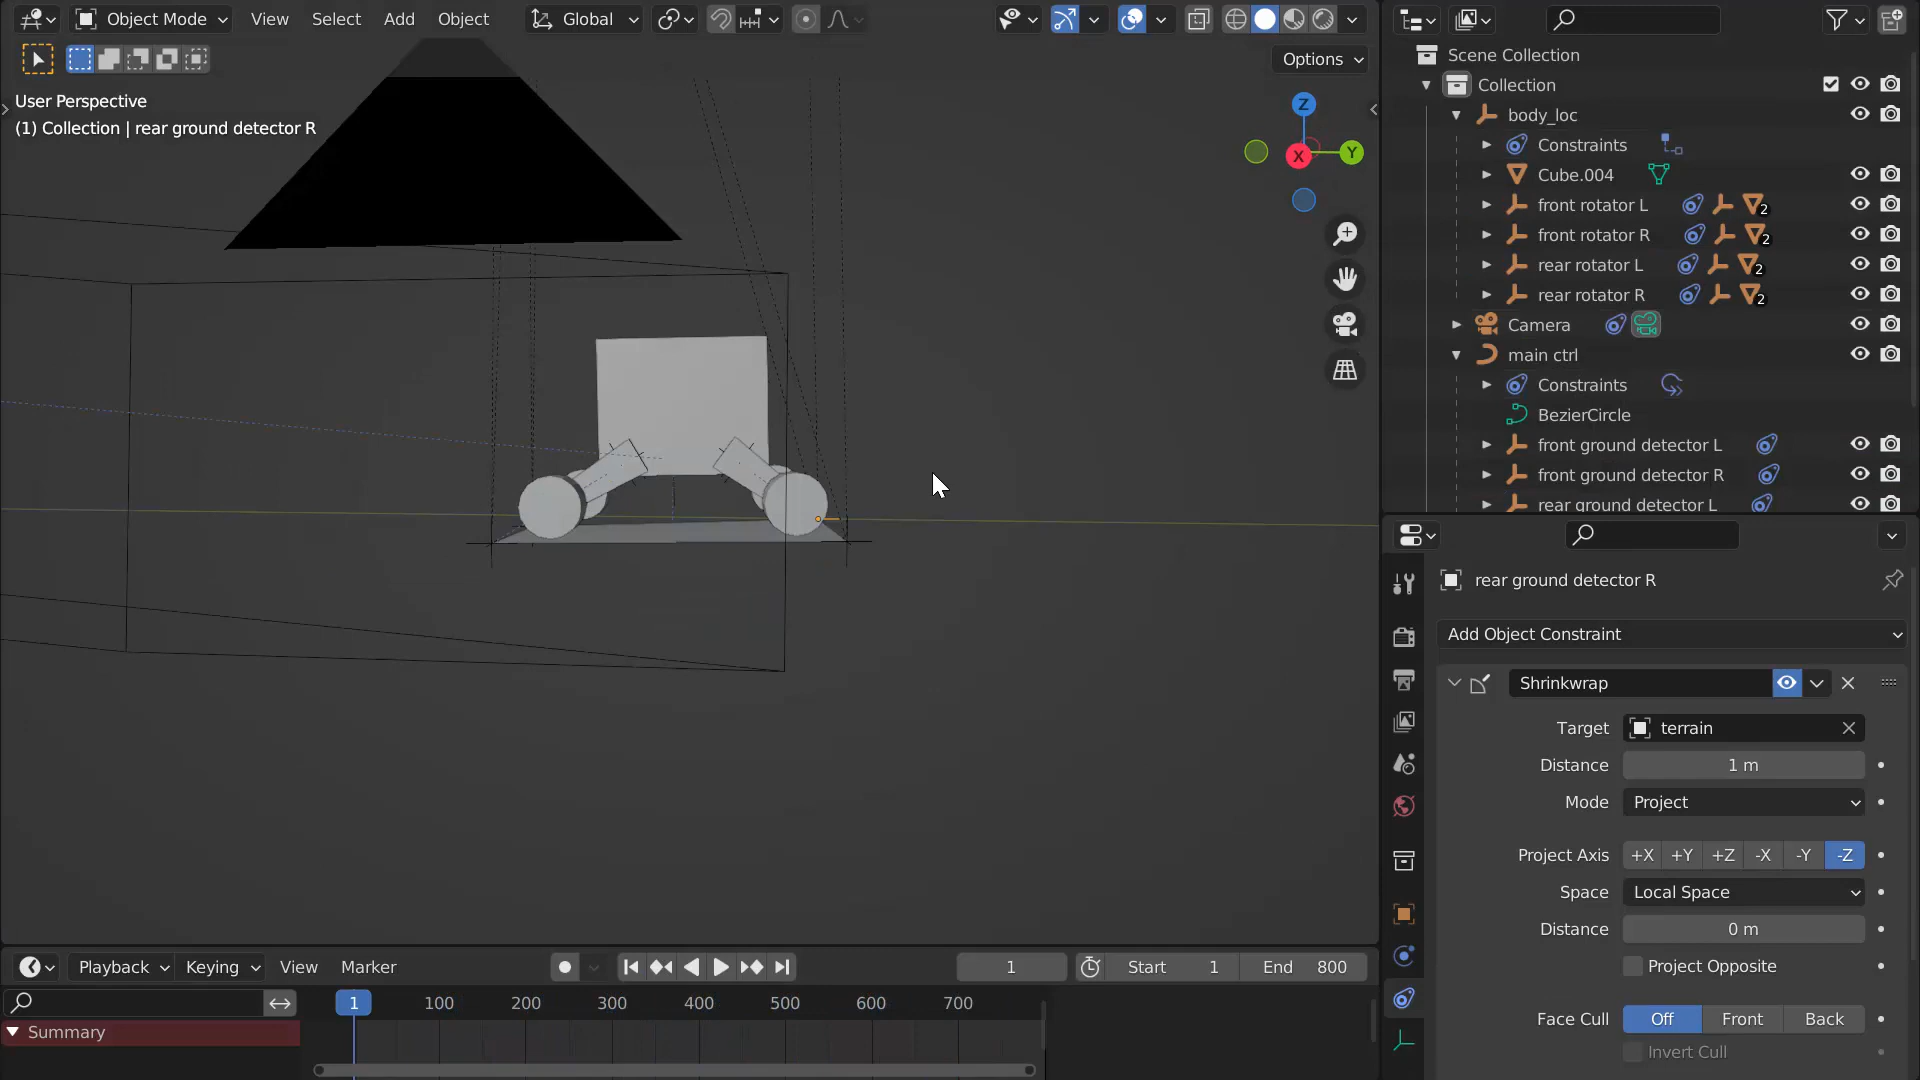 Object Mode
View
Select
Add
Object
Global
Options
User Perspective
(1) Collection | rear ground detector R
Z
X
Y
Scene Collection
Collection
body_loc
Constraints
Cube.004
front rotator L
2
front rotator R
2
rear rotator L
2
rear rotator R
2
Camera
main ctrl
Constraints
BezierCircle
front ground detector L
front ground detector R
rear ground detector L
rear ground detector R
Add Object Constraint
Shrinkwrap
Target
terrain
Distance
1 m
Mode
Project
Project Axis
+X
+Y
+Z
-X
-Y
-Z
Space
Local Space
Distance
0 m
Project Opposite
Face Cull
Off
Front
Back
Invert Cull
Playback
Keying
View
Marker
1
Start
1
End
800
1
100
200
300
400
500
600
700
Summary